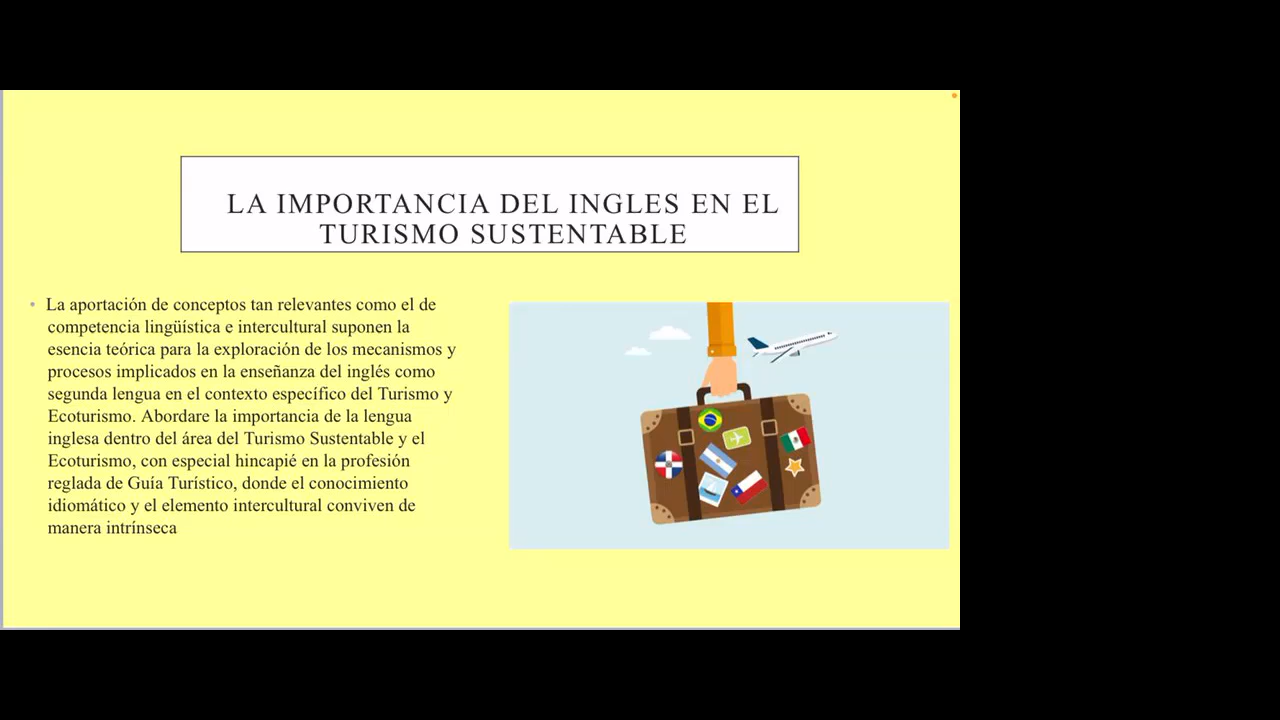 LA IMPORTANCIA DEL INGLES EN EL
TURISMO SUSTENTABLE
• La aportación de conceptos tan relevantes como el de
competencia lingüística e intercultural suponen la
esencia teórica para la exploración de los mecanismos y
procesos implicados en la enseñanza del inglés como
segunda lengua en el contexto específico del Turismo y
Ecoturismo. Abordare la importancia de la lengua
inglesa dentro del área del Turismo Sustentable y el
Ecoturismo, con especial hincapié en la profesión
reglada de Guía Turístico, donde el conocimiento
idiomático y el elemento intercultural conviven de
manera intrínseca